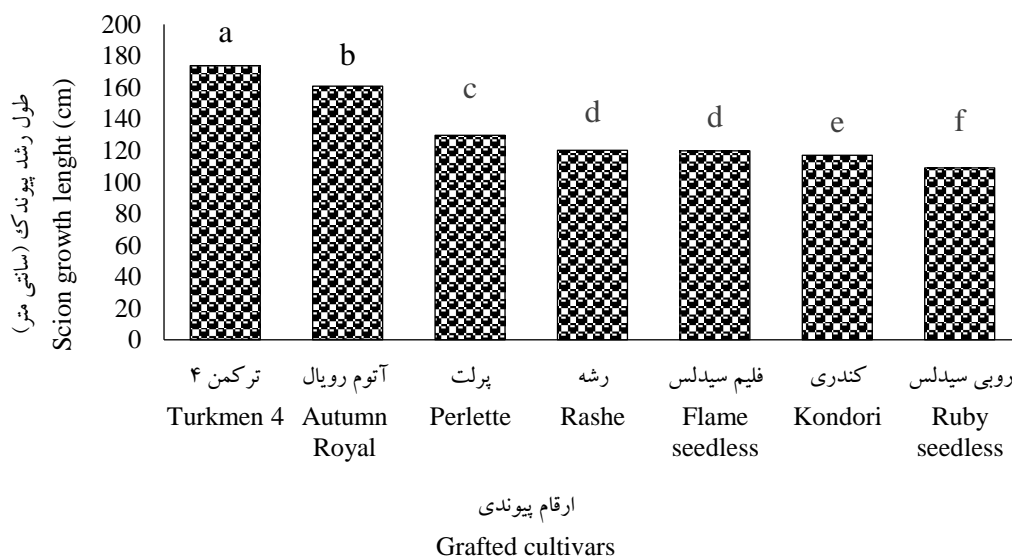 200
180
160
140
120
100
80
60
40
20
0
طول رشد پیوندک (سانتی متر)
Scion growth lenght (cm)
a
b
c
d
d
e
f
ترکمن ۴
Turkmen 4
آتوم رویال
Autumn
Royal
پرلت
Perlette
رشه
Rashe
فلیم سیدلس
Flame
seedless
کندری
Kondori
روبی سیدلس
Ruby
seedless
ارقام پیوندی
Grafted cultivars